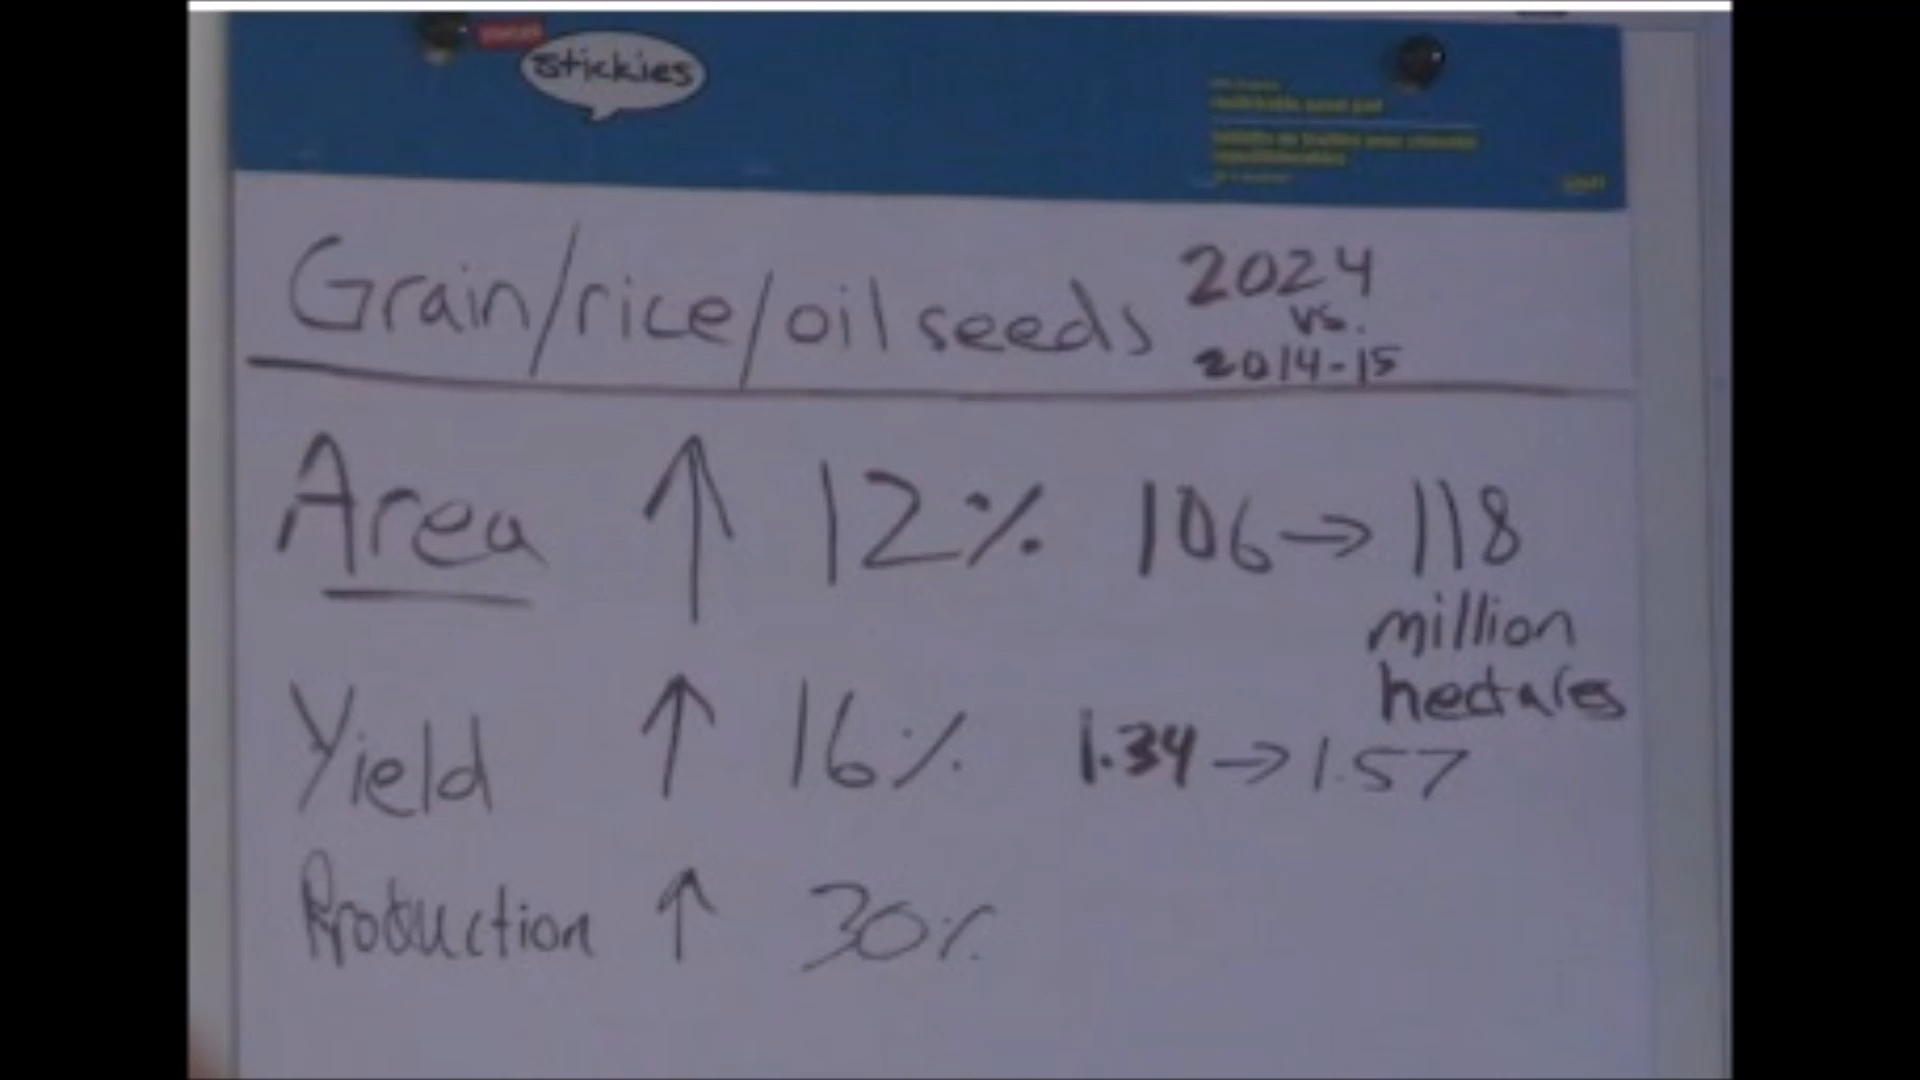 stickies
Grain/rice/oil seeds 2024
vs.
2014-15
Area ↑ 12% 106→118
million
hectares
Yield ↑ 16% 1.34→1.57
Production ↑ 30%